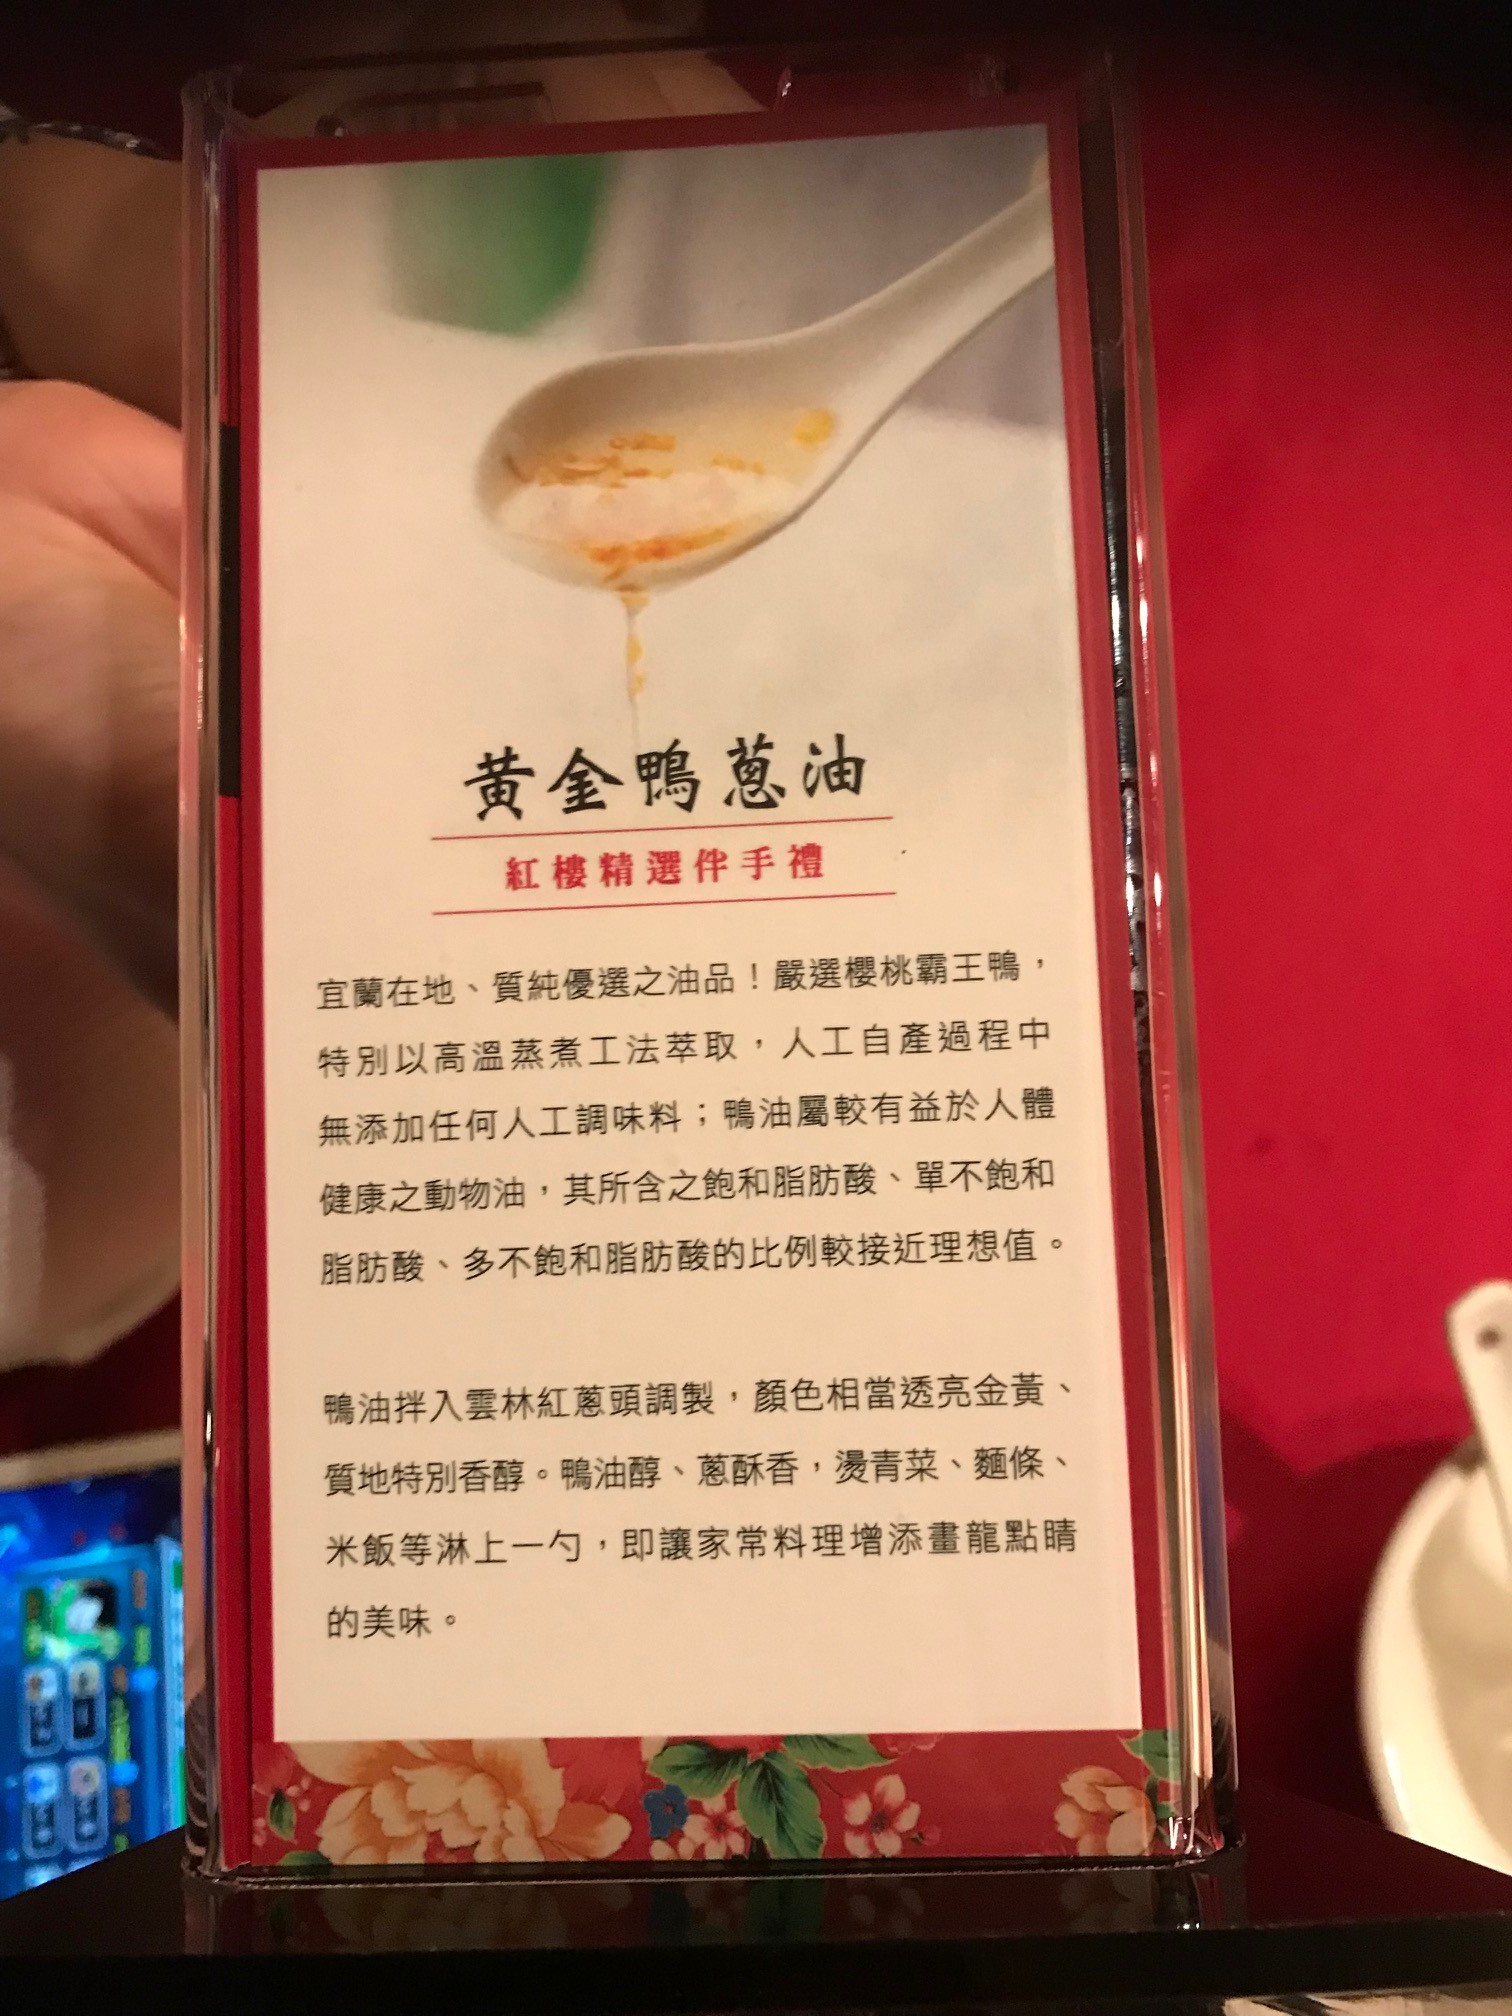 黃金鴨蔥油
紅樓精選伴手禮
宜蘭在地、質純優選之油品！嚴選櫻桃霸王鴨，
特別以高溫蒸煮工法萃取，人工自產過程中
無添加任何人工調味料；鴨油屬較有益於人體
健康之動物油，其所含之飽和脂肪酸、單不飽和
脂肪酸、多不飽和脂肪酸的比例較接近理想值。
鴨油拌入雲林紅蔥頭調製，顏色相當透亮金黃、
質地特別香醇。鴨油醇、蔥酥香，燙青菜、麵條、
米飯等淋上一勺，即讓家常料理增添畫龍點睛
的美味。